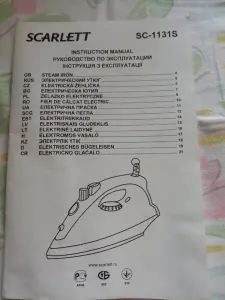 SCARLETT SC-1131S
INSTRUCTION MANUAL
РУКОВОДСТВО ПО ЭКСПЛУАТАЦИИ
ІНСТРУКЦІЯ З ЕКСПЛУАТАЦІЇ
GB STEAM IRON
RUS ЭЛЕКТРИЧЕСКИЙ УТЮГ
CZ ELEKTRICKÁ ŽEHLIČKA
BG ЕЛЕКТРИЧЕСКА ЮТИЯ
PL ŻELAZKO ELEKTRYCZNE
RO FIER DE CĂLCAT ELECTRIC
UA ЕЛЕКТРИЧНА ПРАСКА
SCG ЕЛЕКТРИЧНА ПЕГЛА
EST ELEKTRITRIIKRAUD
LV ELEKTRISKAIS GLUDEKLIS
LT ELEKTRINĖ LAIDYNĖ
H ELEKTROMOS VASALÓ
KZ ЭЛЕКТРЛІК ҮТІК
D ELEKTRISCHES BÜGELEISEN
CR ELEKTRIČNO GLAČALO
www.scarlett.ru